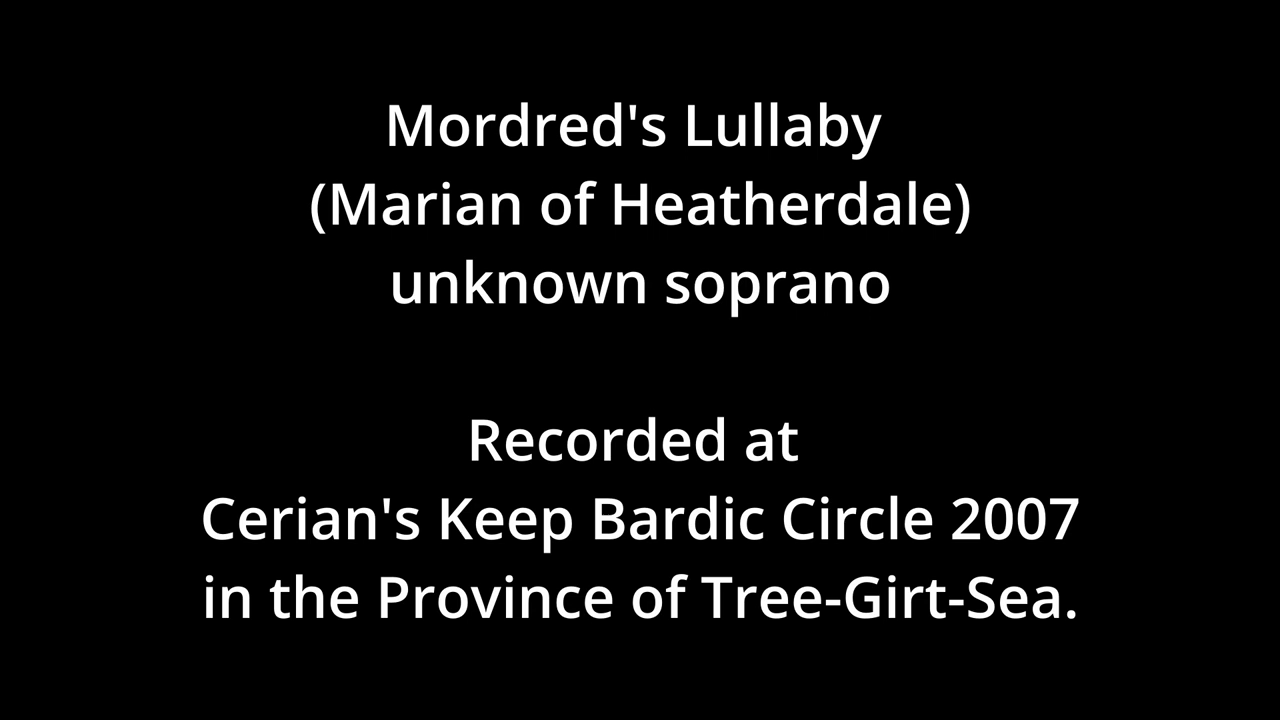 Mordred's Lullaby
(Marian of Heatherdale)
unknown soprano
Recorded at
Cerian's Keep Bardic Circle 2007
in the Province of Tree-Girt-Sea.